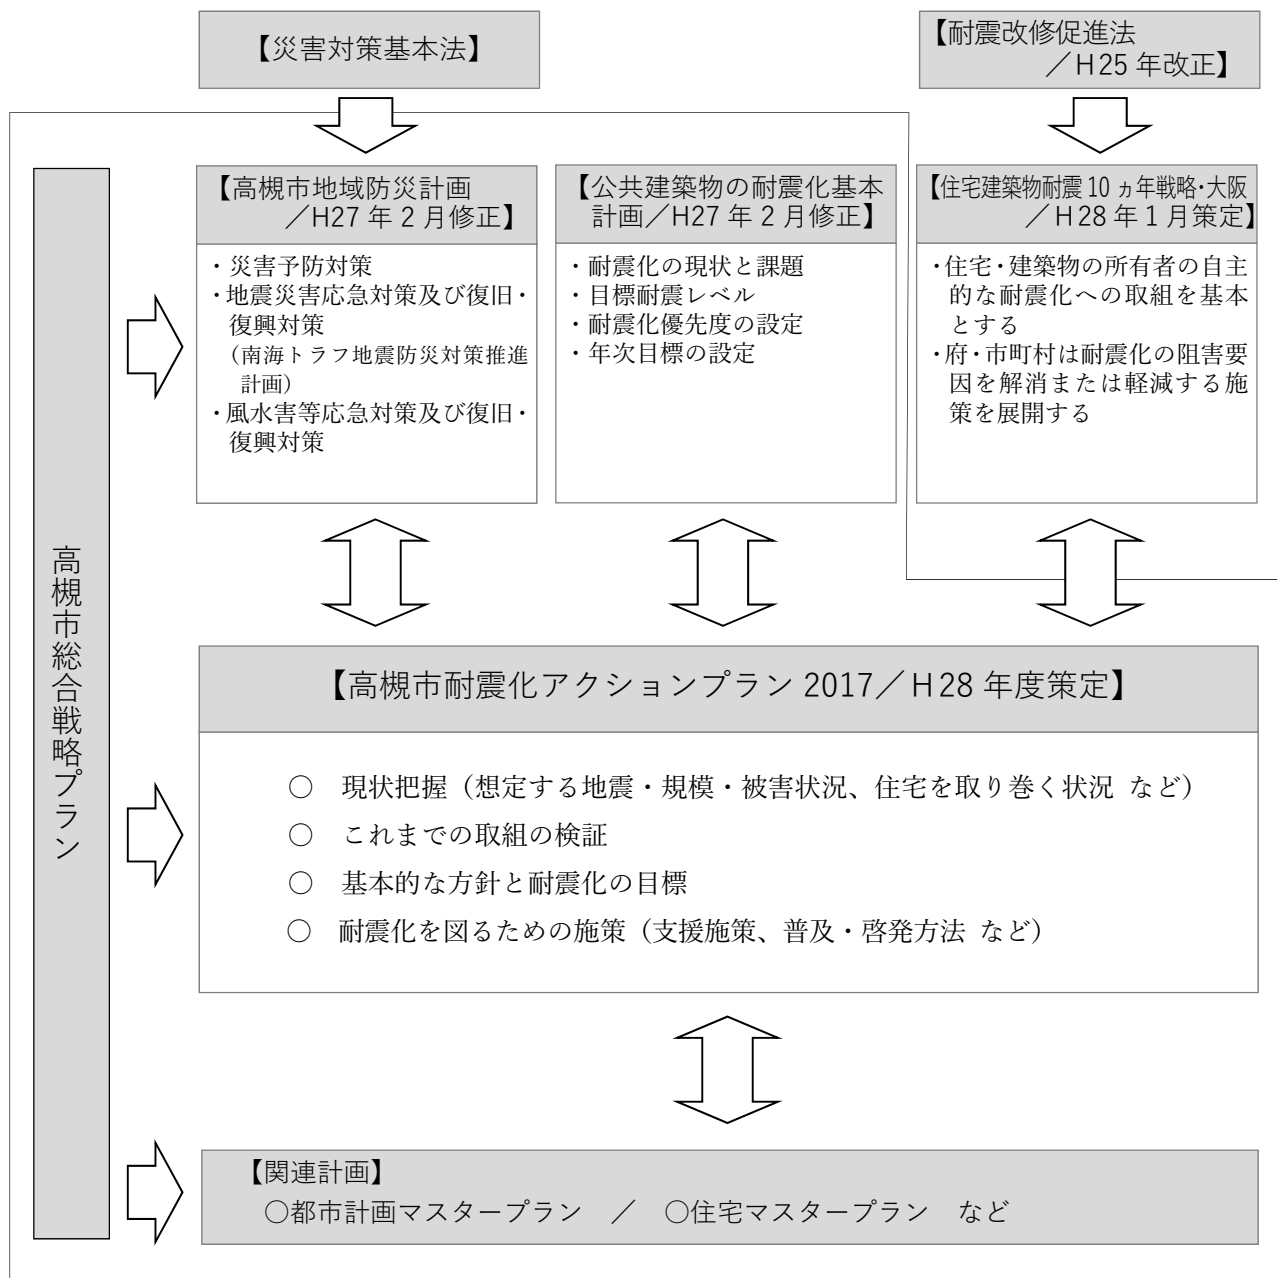 【災害対策基本法】
【耐震改修促進法
／H25 年改正】
高槻市総合戦略プラン
【高槻市地域防災計画
／H27 年 2 月修正】
・災害予防対策
・地震災害応急対策及び復旧・
復興対策
（南海トラフ地震防災対策推進
計画）
・風水害等応急対策及び復旧・
復興対策
【公共建築物の耐震化基本
計画／H27 年 2 月修正】
・耐震化の現状と課題
・目標耐震レベル
・耐震化優先度の設定
・年次目標の設定
【住宅建築物耐震 10 ヵ年戦略・大阪
／H28 年 1 月策定】
・住宅・建築物の所有者の自主
的な耐震化への取組を基本
とする
・府・市町村は耐震化の阻害要
因を解消または軽減する施
策を展開する
【高槻市耐震化アクションプラン 2017／H28 年度策定】
○ 現状把握（想定する地震・規模・被害状況、住宅を取り巻く状況 など）
○ これまでの取組の検証
○ 基本的な方針と耐震化の目標
○ 耐震化を図るための施策（支援施策、普及・啓発方法 など）
【関連計画】
○都市計画マスタープラン ／ ○住宅マスタープラン など